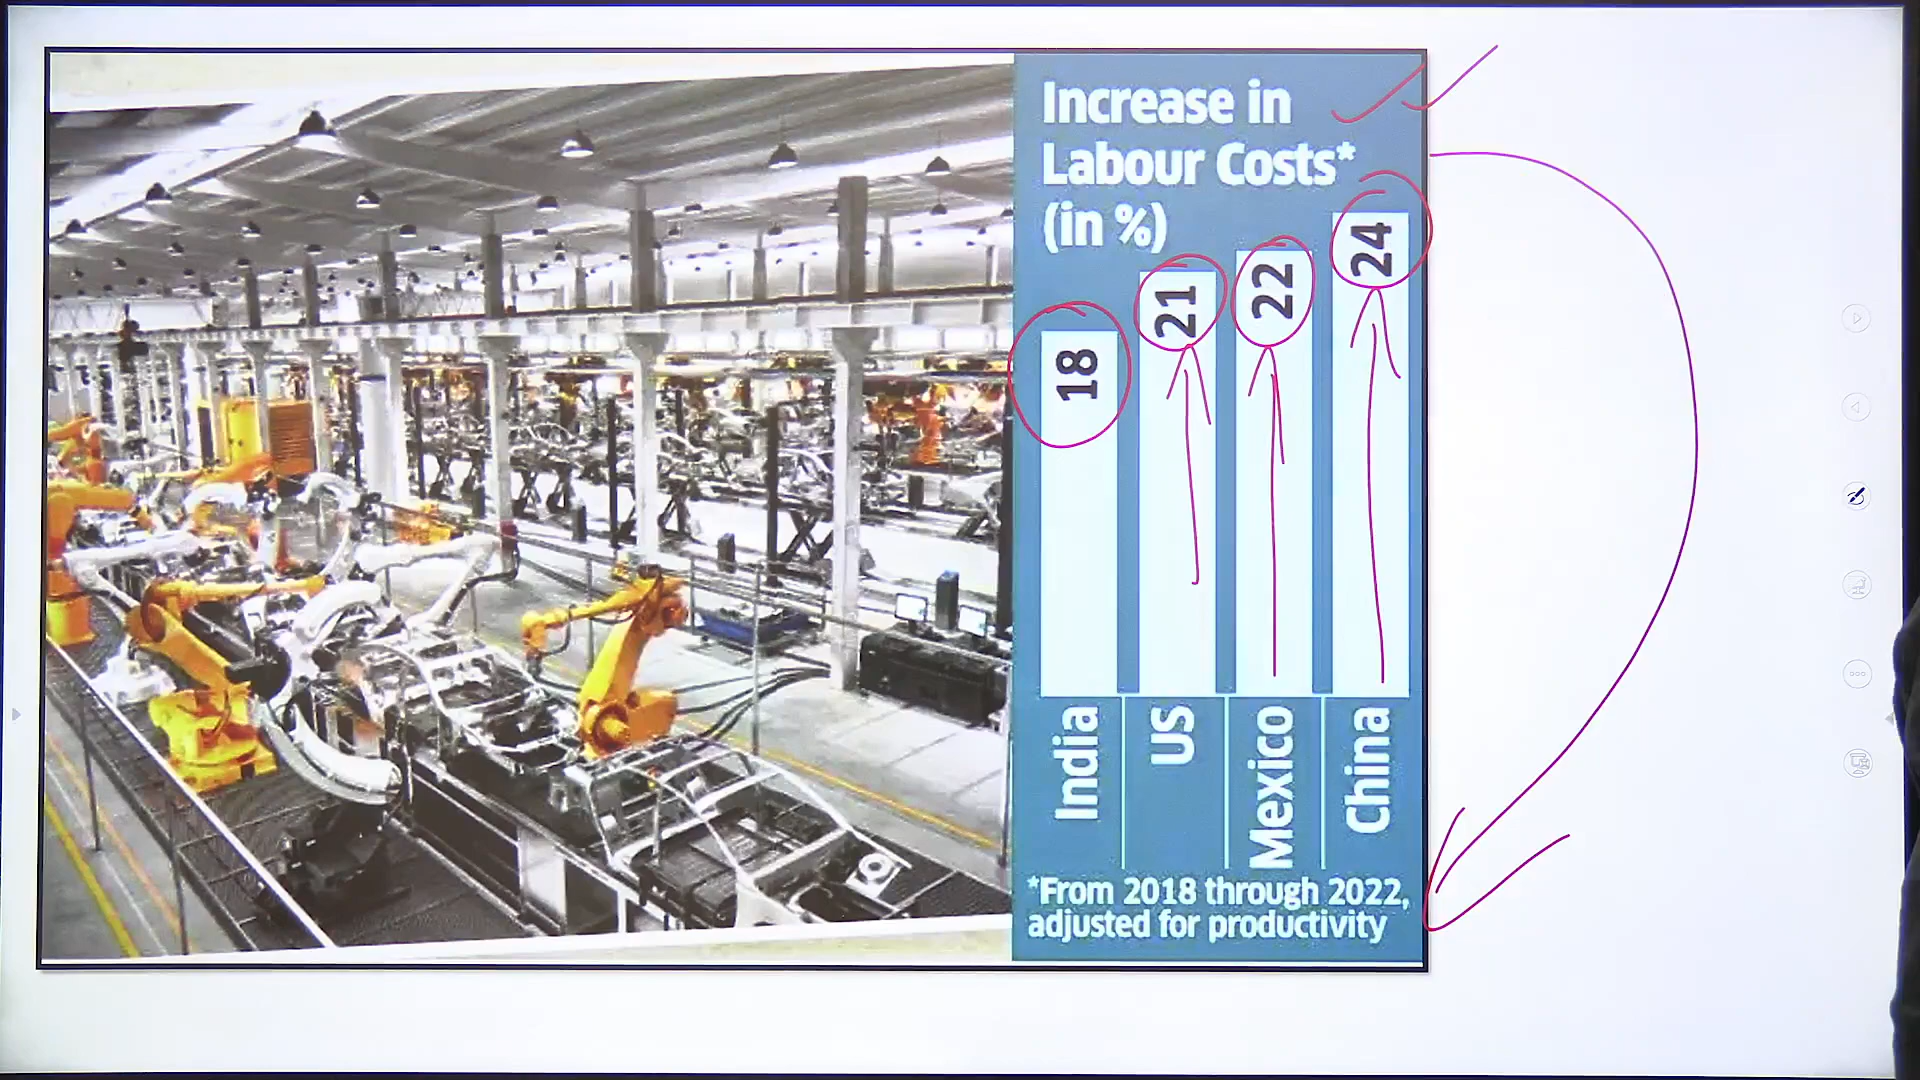 Increase in
Labour Costs*
(in %)
18
21
22
24
India
US
Mexico
China
*From 2018 through 2022,
adjusted for productivity